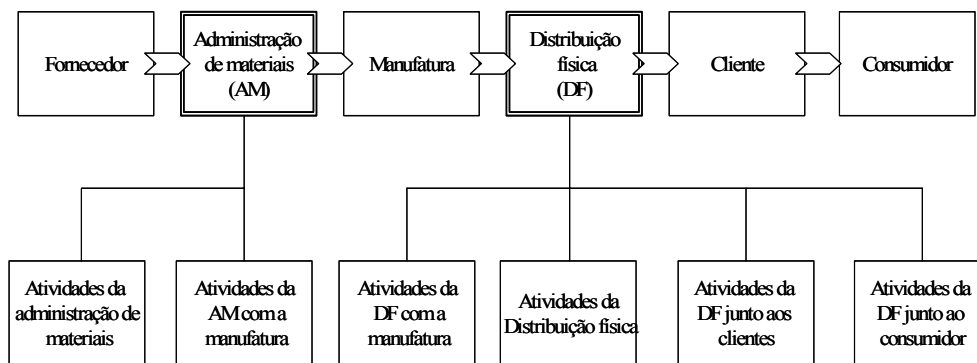 Fornecedor
Administração
de materiais
(AM)
Manufatura
Distribuição
física
(DF)
Cliente
Consumidor
Atividades da
administração de
materiais
Atividades da
AM com a
manufatura
Atividades da
DF com a
manufatura
Atividades da
Distribuição física
Atividades da
DF junto aos
clientes
Atividades da
DF junto ao
consumidor